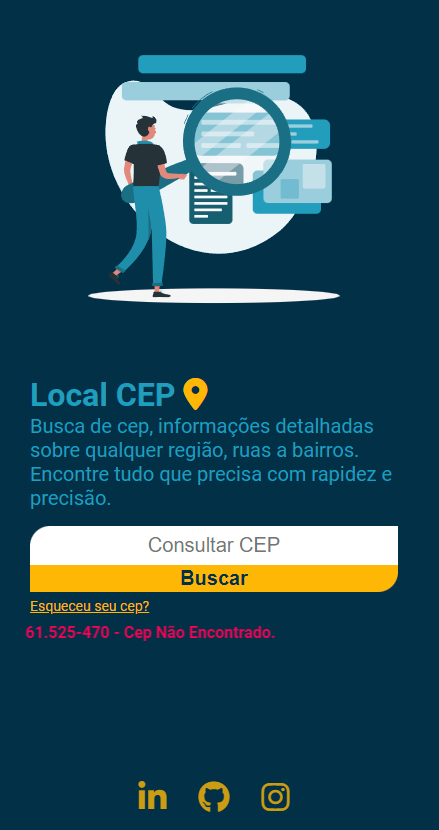 Local CEP
Busca de cep, informações detalhadas
sobre qualquer região, ruas a bairros.
Encontre tudo que precisa com rapidez e
precisão.
Consultar CEP
Buscar
Esqueceu seu cep?
61.525-470 - Cep Não Encontrado.
in